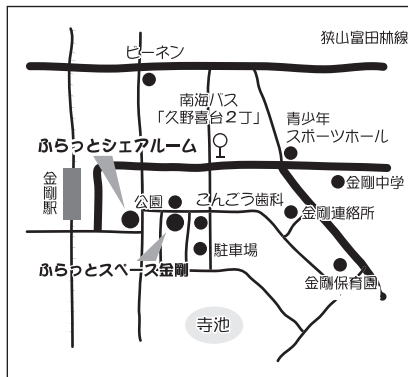 狭山富田林線
ビーネン
南海バス
「久野喜台２丁」
青少年
スポーツホール
ふらっとシェアルーム
金剛駅
公園
こんごう歯科
金剛中学
金剛連絡所
ふらっとスペース金剛
駐車場
金剛保育園
寺池